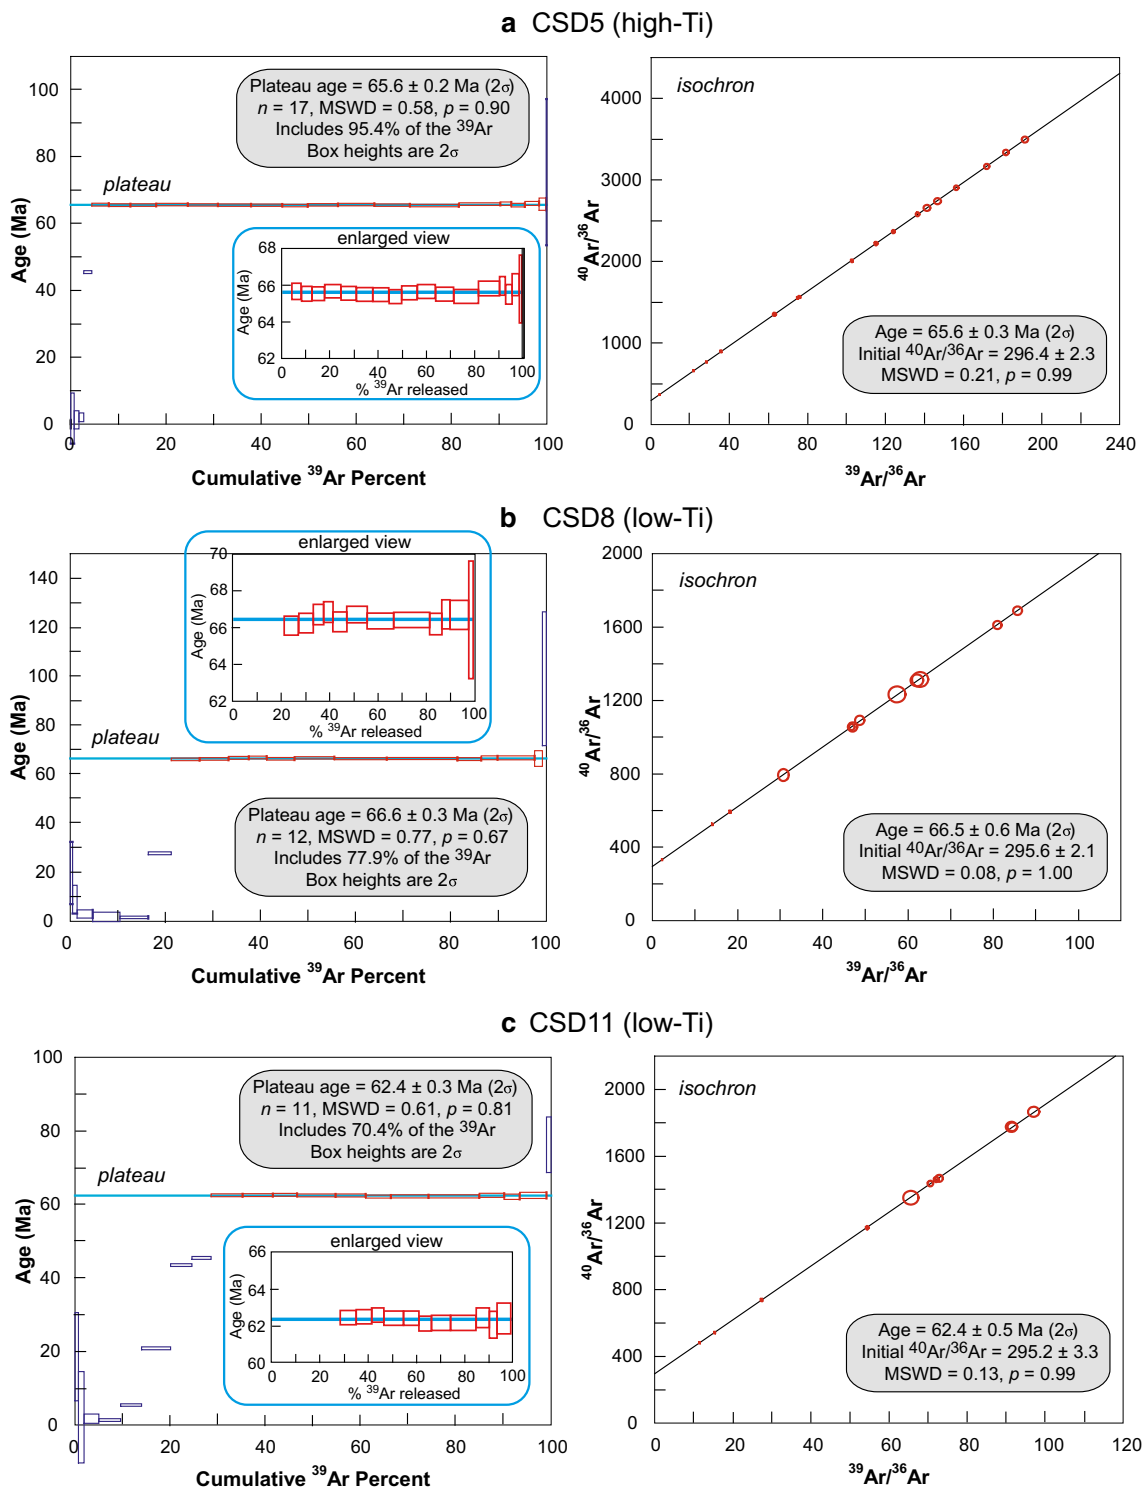 a CSD5 (high-Ti)
Plateau age = 65.6 ± 0.2 Ma (2σ)
n = 17, MSWD = 0.58, p = 0.90
Includes 95.4% of the ³⁹Ar
Box heights are 2σ
plateau
enlarged view
Age (Ma)
68
66
64
62
0 20 40 60 80 100
% ³⁹Ar released
Age (Ma)
100
80
60
40
20
0
0 20 40 60 80 100
Cumulative ³⁹Ar Percent
isochron
⁴⁰Ar/³⁶Ar
4000
3000
2000
1000
0
Age = 65.6 ± 0.3 Ma (2σ)
Initial ⁴⁰Ar/³⁶Ar = 296.4 ± 2.3
MSWD = 0.21, p = 0.99
0 40 80 120 160 200 240
³⁹Ar/³⁶Ar
b CSD8 (low-Ti)
enlarged view
Age (Ma)
70
68
66
64
62
0 20 40 60 80 100
% ³⁹Ar released
plateau
Plateau age = 66.6 ± 0.3 Ma (2σ)
n = 12, MSWD = 0.77, p = 0.67
Includes 77.9% of the ³⁹Ar
Box heights are 2σ
Age (Ma)
140
120
100
80
60
40
20
0
0 20 40 60 80 100
Cumulative ³⁹Ar Percent
isochron
⁴⁰Ar/³⁶Ar
2000
1600
1200
800
400
0
Age = 66.5 ± 0.6 Ma (2σ)
Initial ⁴⁰Ar/³⁶Ar = 295.6 ± 2.1
MSWD = 0.08, p = 1.00
0 20 40 60 80 100
³⁹Ar/³⁶Ar
c CSD11 (low-Ti)
Plateau age = 62.4 ± 0.3 Ma (2σ)
n = 11, MSWD = 0.61, p = 0.81
Includes 70.4% of the ³⁹Ar
Box heights are 2σ
plateau
enlarged view
Age (Ma)
66
64
62
60
0 20 40 60 80 100
% ³⁹Ar released
Age (Ma)
100
80
60
40
20
0
0 20 40 60 80 100
Cumulative ³⁹Ar Percent
isochron
⁴⁰Ar/³⁶Ar
2000
1600
1200
800
400
0
Age = 62.4 ± 0.5 Ma (2σ)
Initial ⁴⁰Ar/³⁶Ar = 295.2 ± 3.3
MSWD = 0.13, p = 0.99
0 20 40 60 80 100 120
³⁹Ar/³⁶Ar